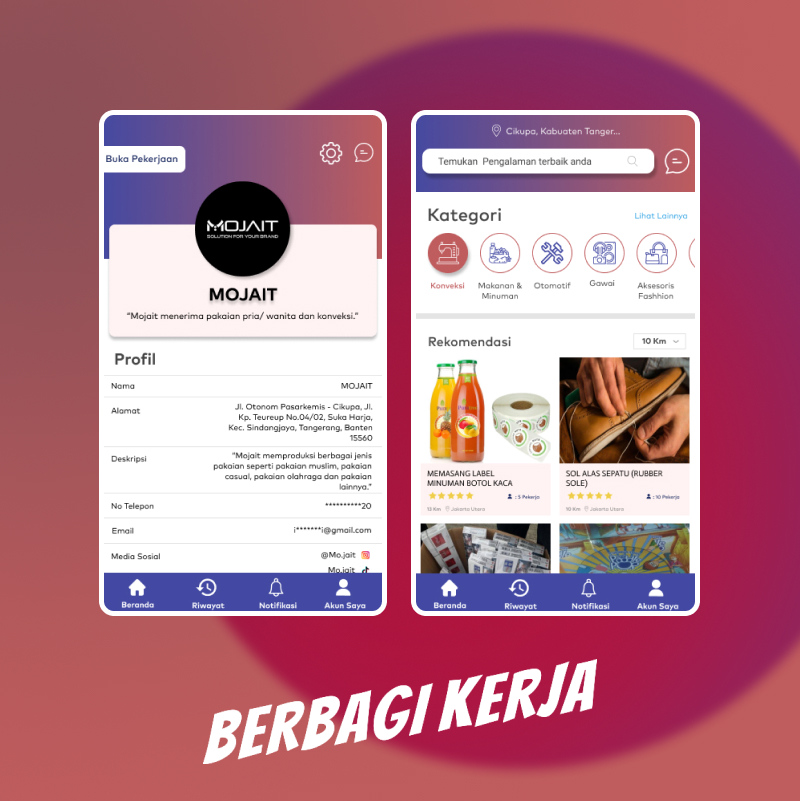 Buka Pekerjaan
MOJAIT
SOLUTION FOR YOUR BRAND
MOJAIT
“Mojait menerima pakaian pria/ wanita dan konveksi.”
Profil
Nama
MOJAIT
Alamat
Jl. Otonom Pasarkemis - Cikupa, Jl.
Kp. Teureup No.04/02, Suka Harja,
Kec. Sindangjaya, Tangerang, Banten
15560
Deskripsi
“Mojait memproduksi berbagai jenis
pakaian seperti pakaian muslim, pakaian
casual, pakaian olahraga dan pakaian
lainnya.”
No Telepon
**********20
Email
i*******i@gmail.com
Media Sosial
@Mo.jait
Mo.jait
Beranda
Riwayat
Notifikasi
Akun Saya
Cikupa, Kabuaten Tanger...
Temukan Pengalaman terbaik anda
Kategori
Lihat Lainnya
Konveksi
Makanan &
Minuman
Otomotif
Gawai
Aksesoris
Fashhion
Rekomendasi
10 Km
MEMASANG LABEL
MINUMAN BOTOL KACA
: 5 Pekerja
12 Km
Jakarta Utara
SOL ALAS SEPATU (RUBBER
SOLE)
: 10 Pekerja
10 Km
Jakarta Utara
Beranda
Riwayat
Notifikasi
Akun Saya
BERBAGI KERJA